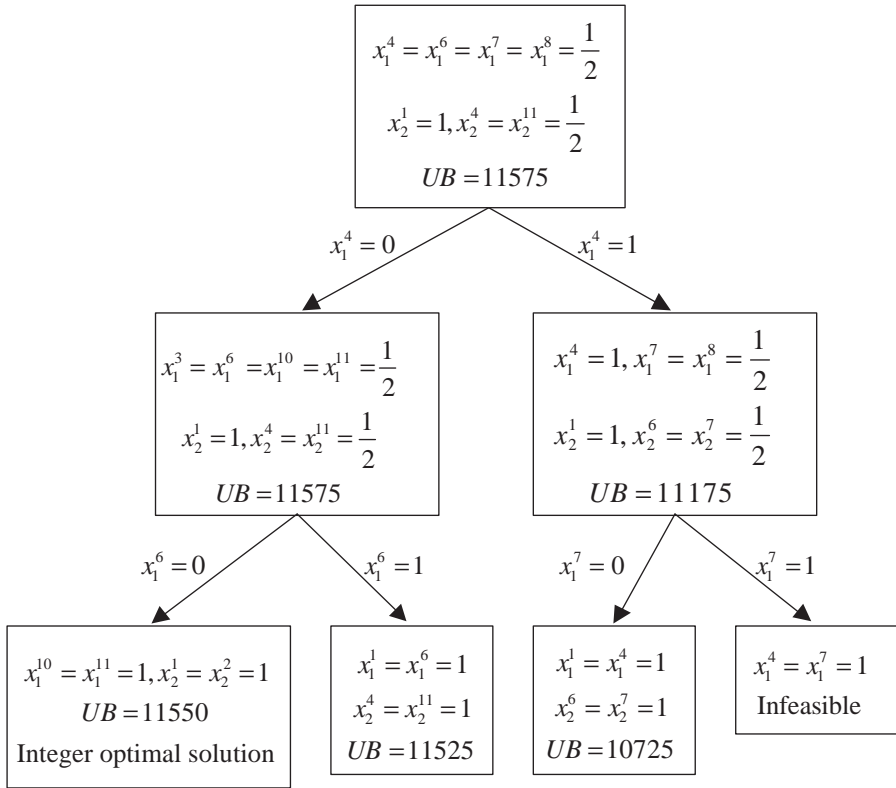 x_1^4 = x_1^6 = x_1^7 = x_1^8 = 1/2
x_2^1 = 1, x_2^4 = x_2^11 = 1/2
UB = 11575
x_1^4 = 0
x_1^4 = 1
x_1^3 = x_1^6 = x_1^10 = x_1^11 = 1/2
x_2^1 = 1, x_2^4 = x_2^11 = 1/2
UB = 11575
x_1^4 = 1, x_1^7 = x_1^8 = 1/2
x_2^1 = 1, x_2^6 = x_2^7 = 1/2
UB = 11175
x_1^6 = 0
x_1^6 = 1
x_1^7 = 0
x_1^7 = 1
x_1^10 = x_1^11 = 1, x_2^1 = x_2^2 = 1
UB = 11550
Integer optimal solution
x_1^1 = x_1^6 = 1
x_2^4 = x_2^11 = 1
UB = 11525
x_1^1 = x_1^4 = 1
x_2^6 = x_2^7 = 1
UB = 10725
x_1^4 = x_1^7 = 1
Infeasible